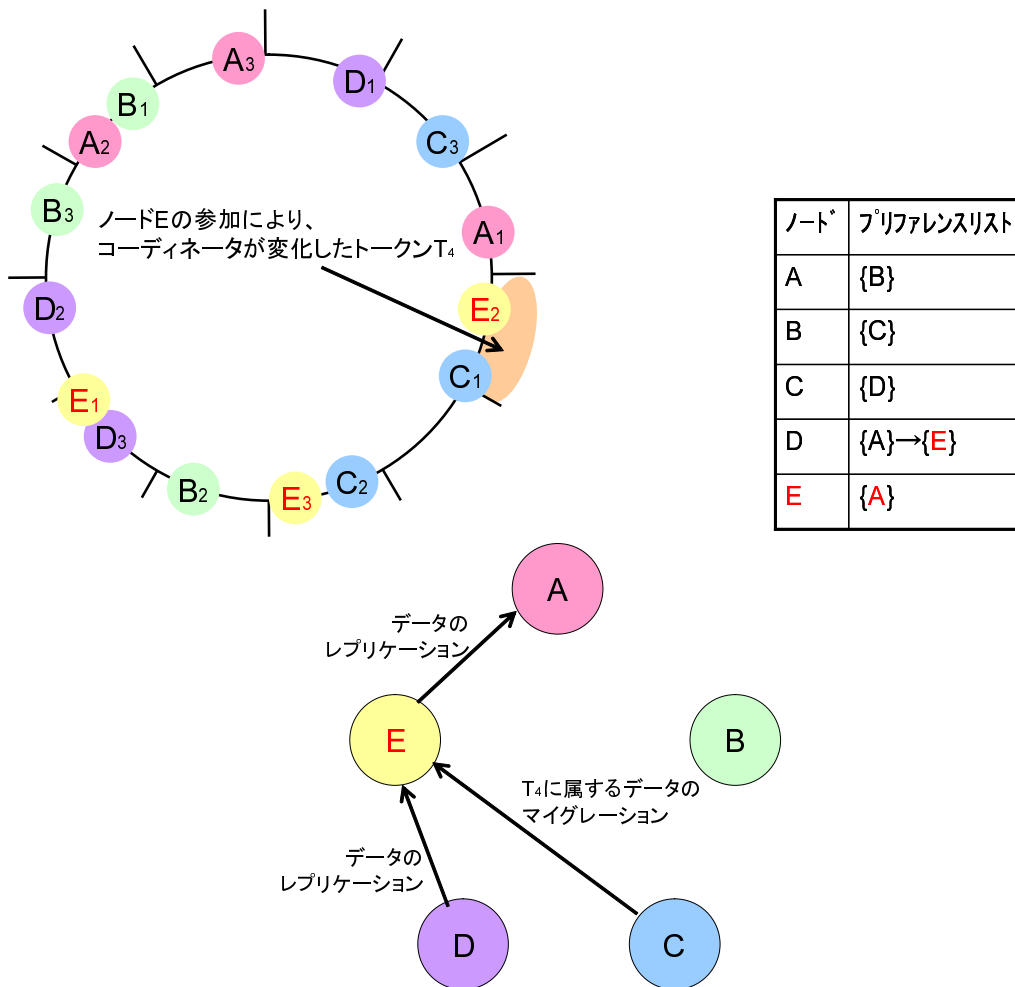 A3
D1
B1
C3
A2
B3
ノードEの参加により、
コーディネータが変化したトークンT4
A1
D2
E2
C1
E1
D3
B2
E3
C2
ノード プリファレンスリスト
A {B}
B {C}
C {D}
D {A}→{E}
E {A}
A
データの
レプリケーション
E
B
T4に属するデータの
マイグレーション
データの
レプリケーション
D
C